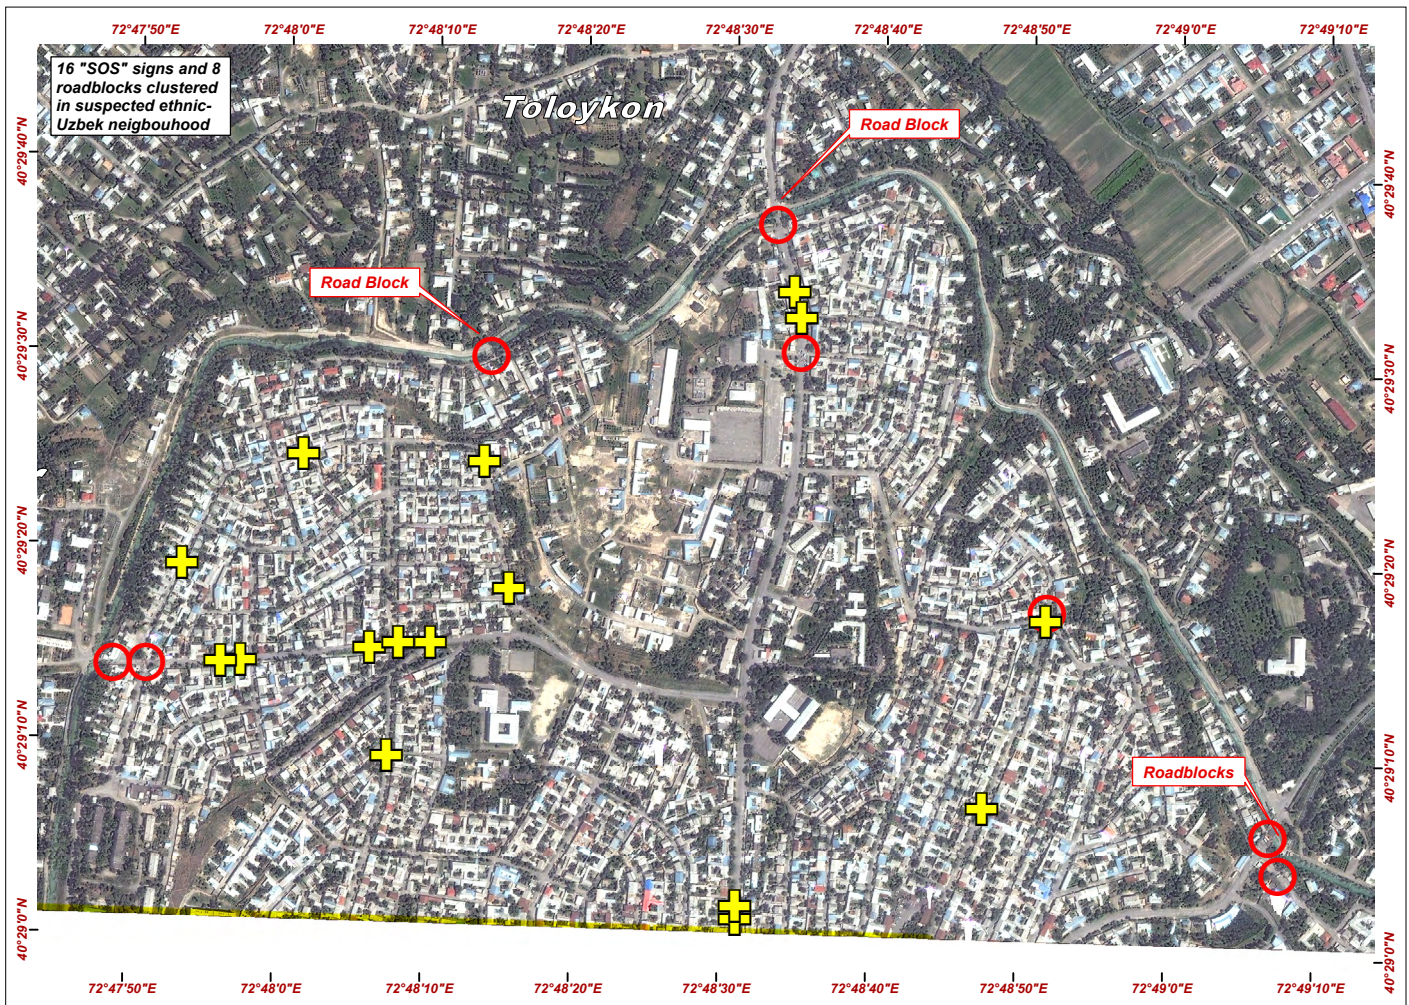 72°47'50"E 72°48'0"E 72°48'10"E 72°48'20"E 72°48'30"E 72°48'40"E 72°48'50"E 72°49'0"E 72°49'10"E
16 "SOS" signs and 8
roadblocks clustered
in suspected ethnic-
Uzbek neigbouhood
Toloykon
Road Block
40°29'40"N
40°29'40"N
Road Block
40°29'30"N
40°29'30"N
40°29'20"N
40°29'20"N
40°29'10"N
40°29'10"N
Roadblocks
40°29'0"N
40°29'0"N
72°47'50"E 72°48'0"E 72°48'10"E 72°48'20"E 72°48'30"E 72°48'40"E 72°48'50"E 72°49'0"E 72°49'10"E